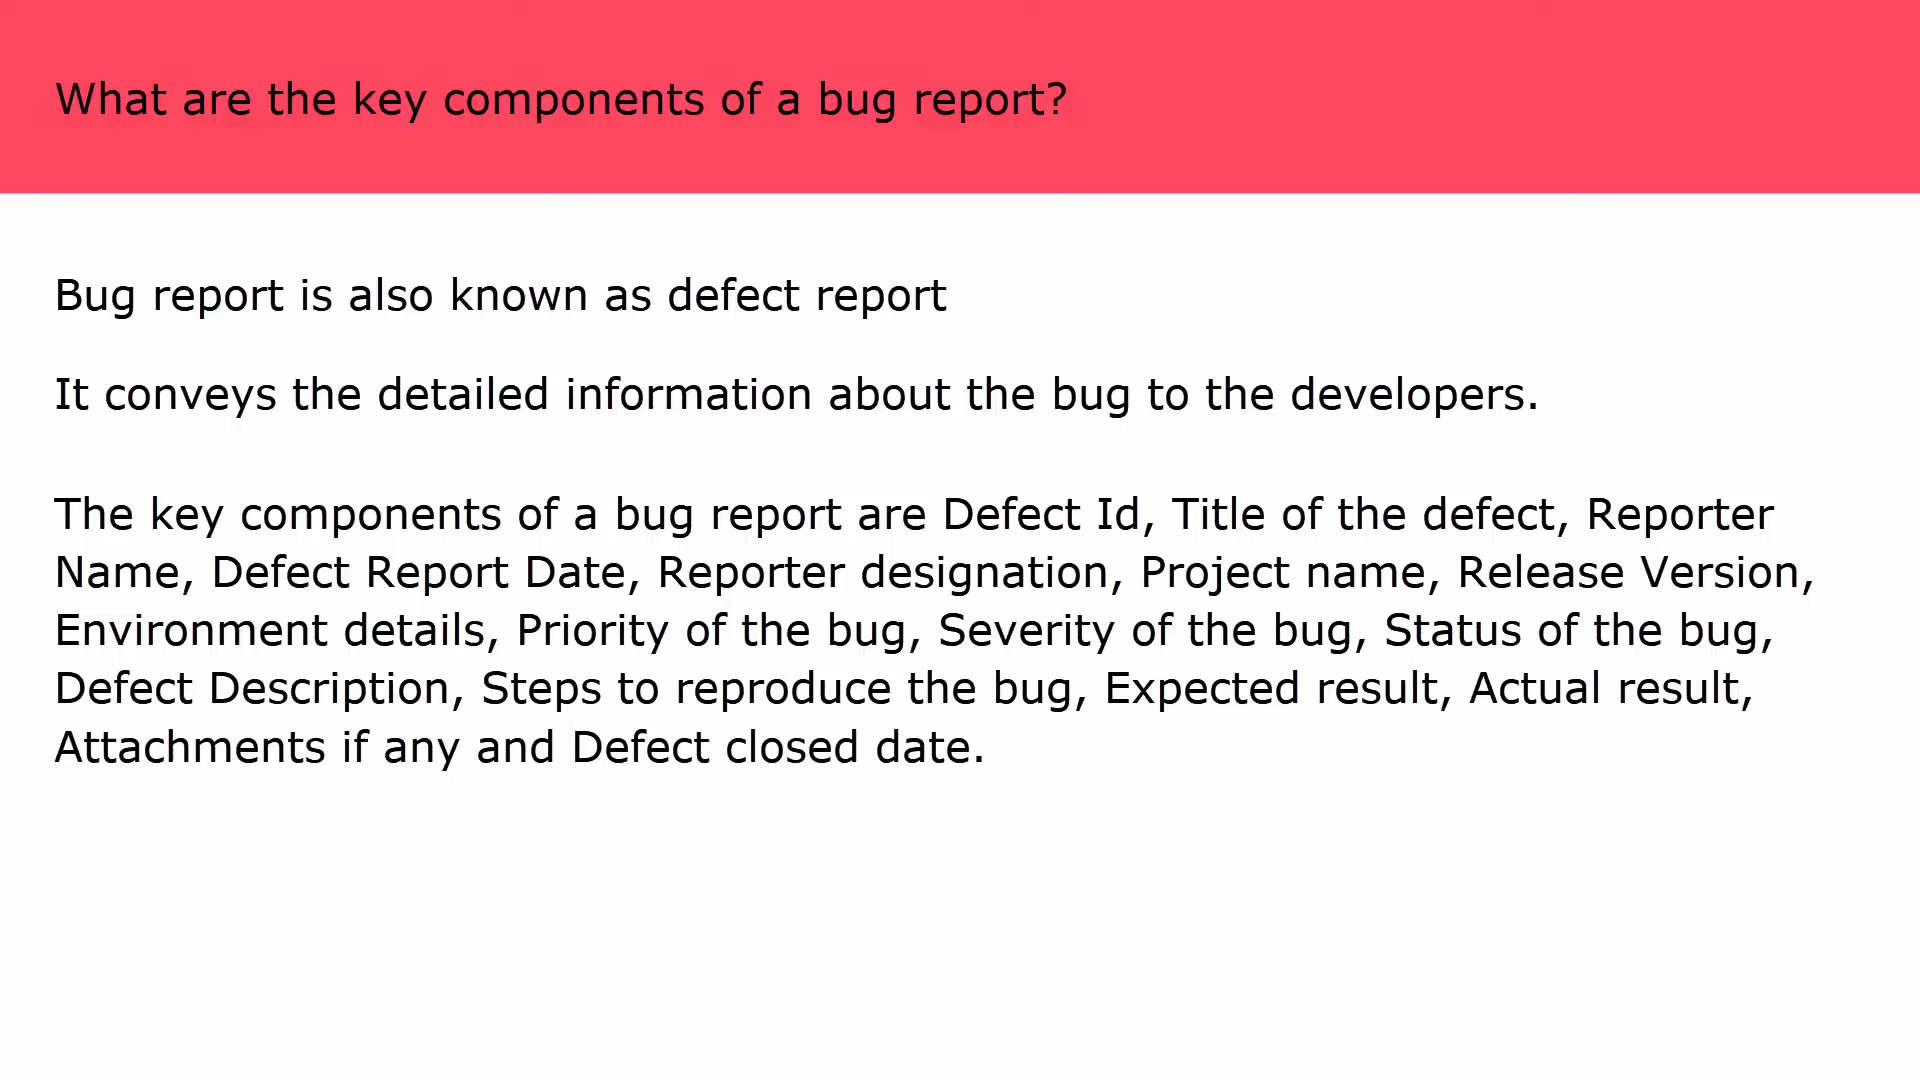 What are the key components of a bug report?
Bug report is also known as defect report
It conveys the detailed information about the bug to the developers.
The key components of a bug report are Defect Id, Title of the defect, Reporter
Name, Defect Report Date, Reporter designation, Project name, Release Version,
Environment details, Priority of the bug, Severity of the bug, Status of the bug,
Defect Description, Steps to reproduce the bug, Expected result, Actual result,
Attachments if any and Defect closed date.